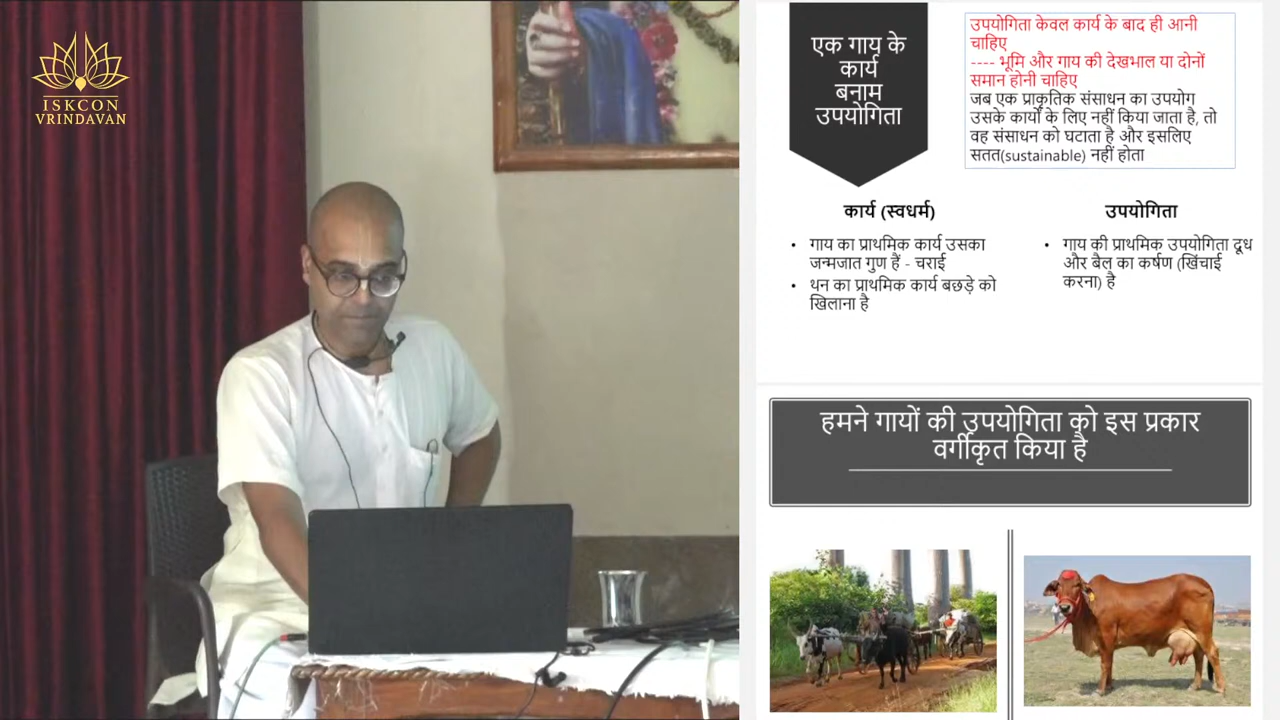 ISKCON
VRINDAVAN
एक गाय के
कार्य
बनाम
उपयोगिता
उपयोगिता केवल कार्य के बाद ही आनी
चाहिए
---- भूमि और गाय की देखभाल या दोनों
समान होनी चाहिए
जब एक प्राकृतिक संसाधन का उपयोग
उसके कार्यों के लिए नहीं किया जाता है, तो
वह संसाधन को घटाता है और इसलिए
सतत(sustainable) नहीं होता
कार्य (स्वधर्म)
• गाय का प्राथमिक कार्य उसका
जन्मजात गुण हैं - चराई
• थन का प्राथमिक कार्य बछड़े को
खिलाना है
उपयोगिता
• गाय की प्राथमिक उपयोगिता दूध
और बैल का कर्षण (खिंचाई
करना) है
हमने गायों की उपयोगिता को इस प्रकार
वर्गीकृत किया है